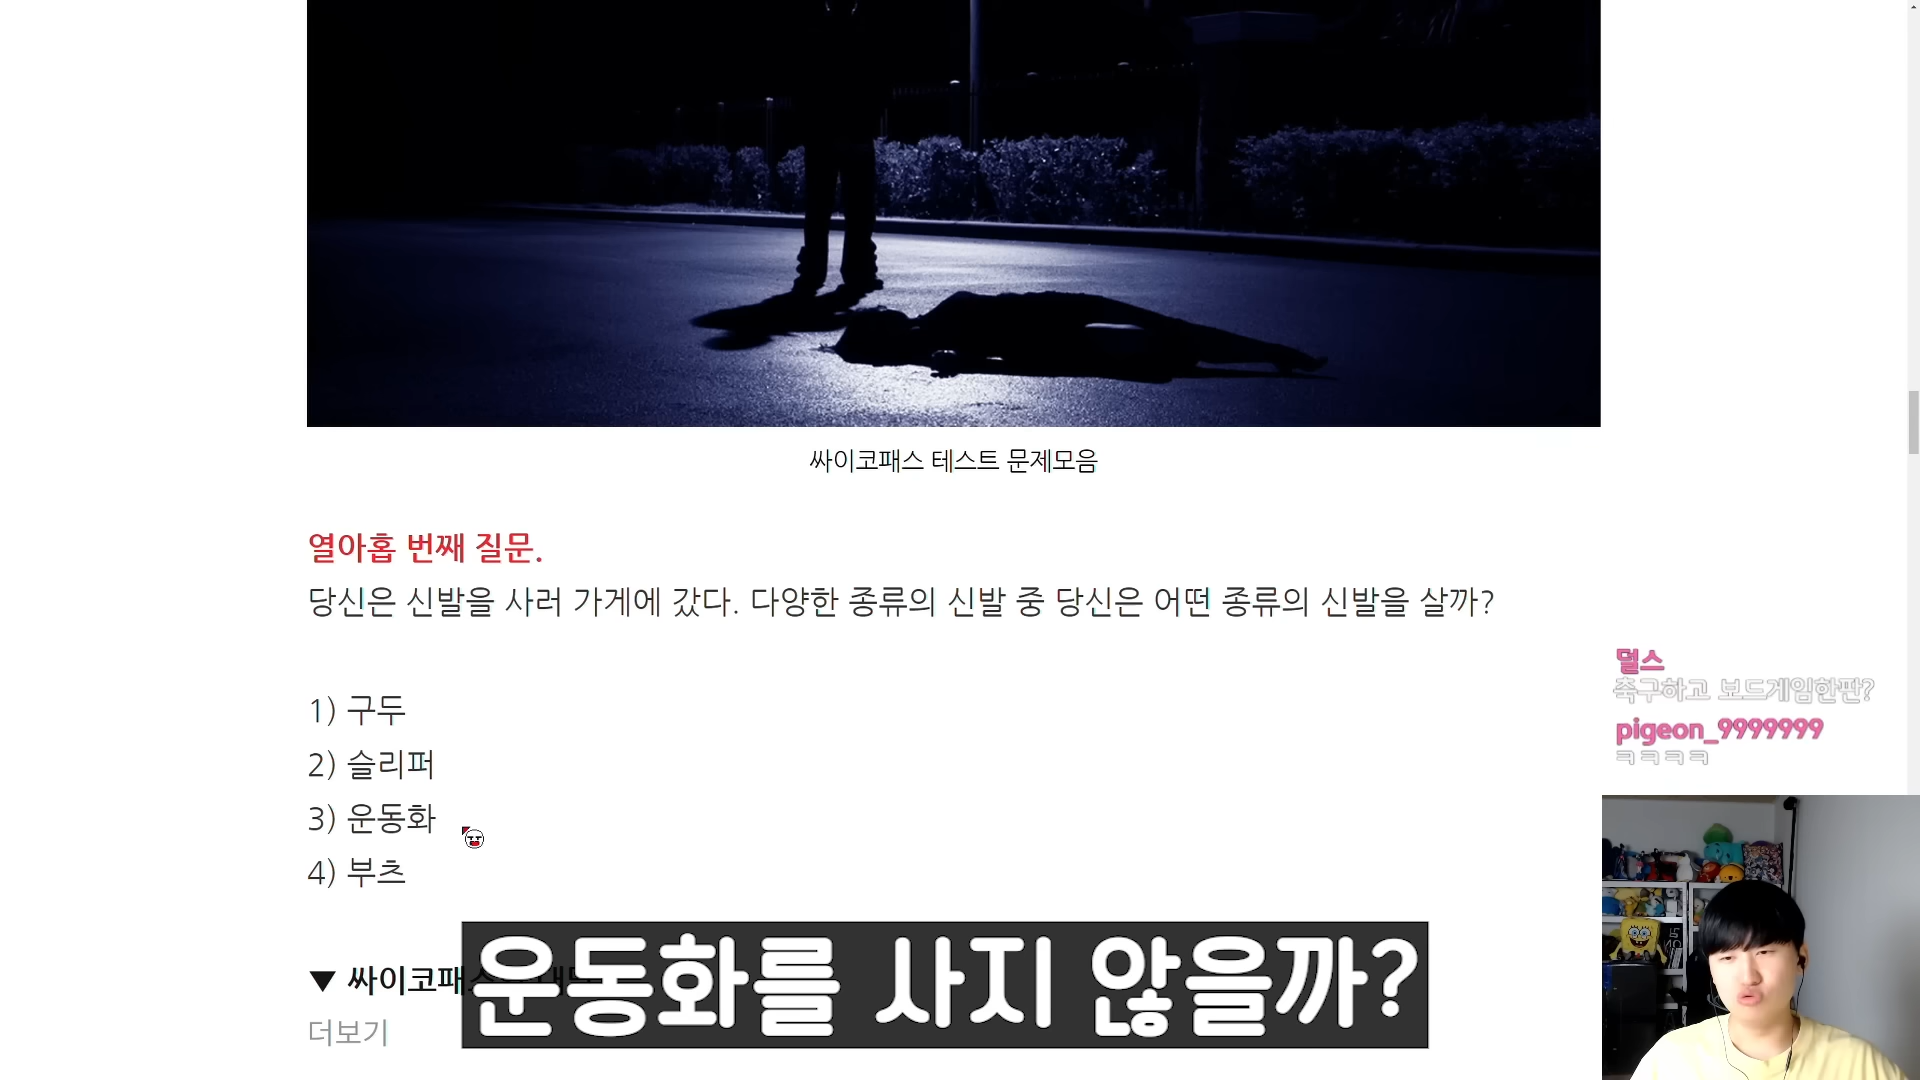 싸이코패스 테스트 문제모음
열아홉 번째 질문.
당신은 신발을 사러 가게에 갔다. 다양한 종류의 신발 중 당신은 어떤 종류의 신발을 살까?
1) 구두
2) 슬리퍼
3) 운동화
4) 부츠
▼ 싸이코패
더보기
운동화를 사지 않을까?
덜스
축구하고 보드게임한판?
pigeon_9999999
ㅋㅋㅋㅋ